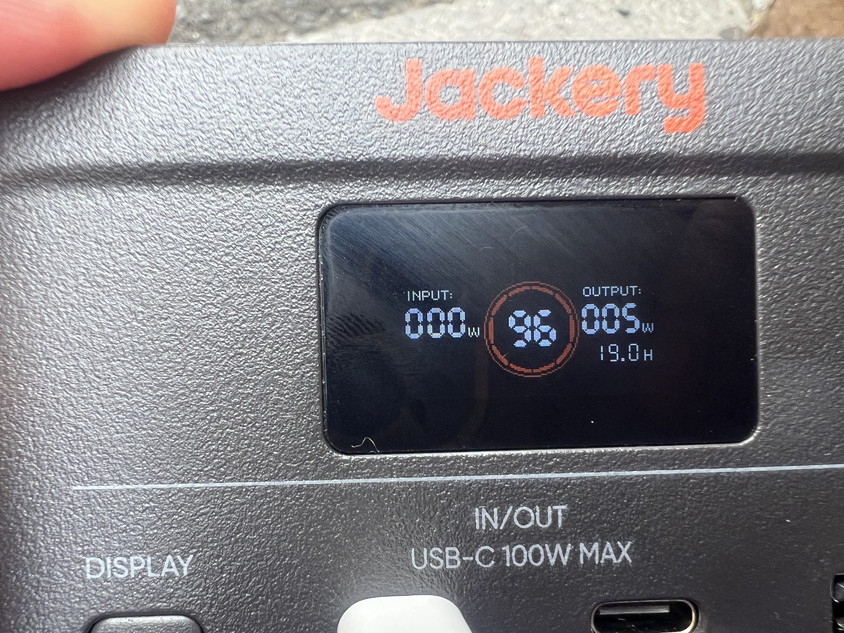 Jackery
INPUT:
000W
96
OUTPUT:
005W
19.0H
IN/OUT
USB-C 100W MAX
DISPLAY